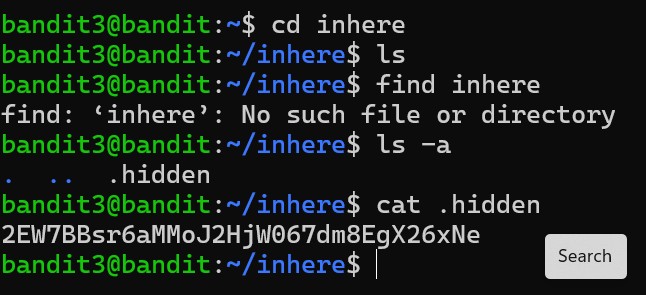 bandit3@bandit:~$ cd inhere
bandit3@bandit:~/inhere$ ls
bandit3@bandit:~/inhere$ find inhere
find: ‘inhere’: No such file or directory
bandit3@bandit:~/inhere$ ls -a
.  ..  .hidden
bandit3@bandit:~/inhere$ cat .hidden
2EW7BBsr6aMMoJ2HjW067dm8EgX26xNe
bandit3@bandit:~/inhere$
Search